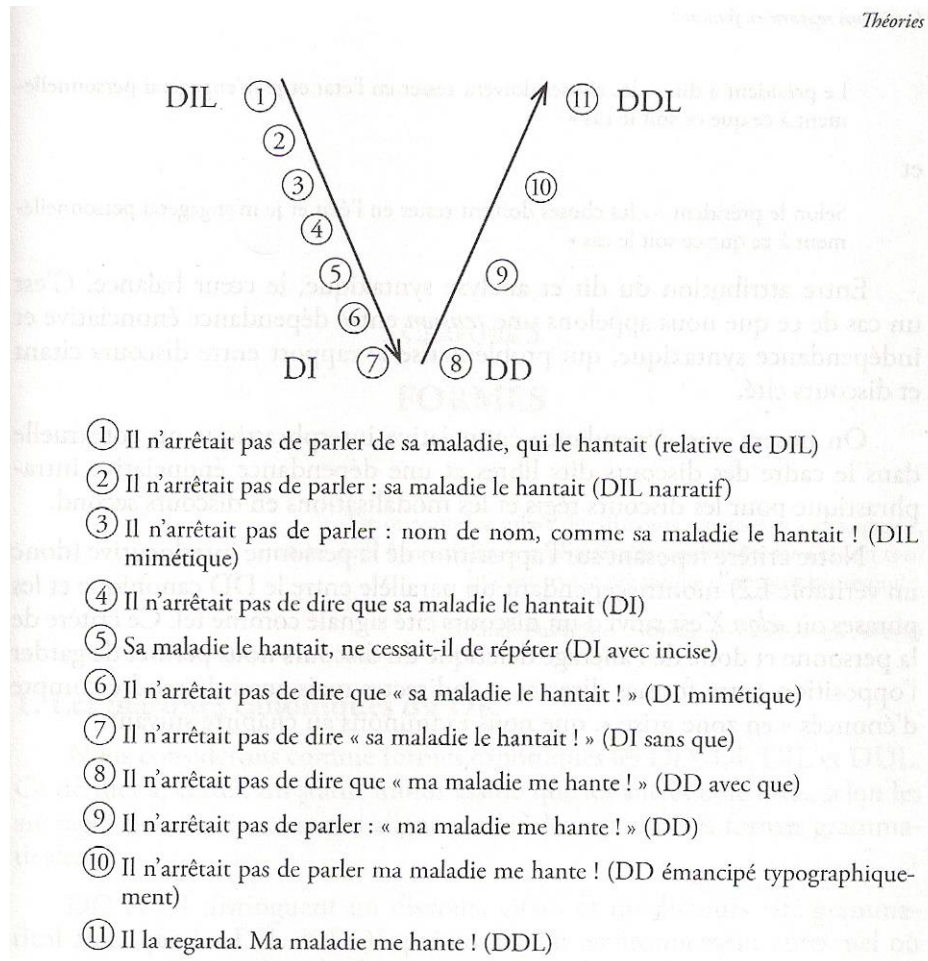 Théories
DIL ① ⑪ DDL
②
③ ⑩
④
⑤ ⑨
⑥
DI ⑦ ⑧ DD
① Il n'arrêtait pas de parler de sa maladie, qui le hantait (relative de DIL)
② Il n'arrêtait pas de parler : sa maladie le hantait (DIL narratif)
③ Il n'arrêtait pas de parler : nom de nom, comme sa maladie le hantait ! (DIL
mimétique)
④ Il n'arrêtait pas de dire que sa maladie le hantait (DI)
⑤ Sa maladie le hantait, ne cessait-il de répéter (DI avec incise)
⑥ Il n'arrêtait pas de dire que « sa maladie le hantait ! » (DI mimétique)
⑦ Il n'arrêtait pas de dire « sa maladie le hantait ! » (DI sans que)
⑧ Il n'arrêtait pas de dire que « ma maladie me hante ! » (DD avec que)
⑨ Il n'arrêtait pas de parler : « ma maladie me hante ! » (DD)
⑩ Il n'arrêtait pas de parler ma maladie me hante ! (DD émancipé typographique-
ment)
⑪ Il la regarda. Ma maladie me hante ! (DDL)